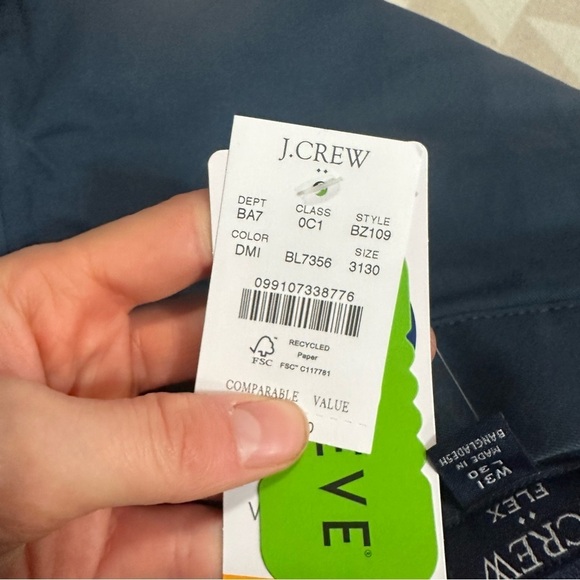 J.CREW
DEPT CLASS STYLE
BA7 0C1 BZ109
COLOR SIZE
DMI BL7356 3130
099107338776
RECYCLED
Paper
FSC
FSC™ C117781
COMPARABLE VALUE
EVE
W31
L30
MADE IN
BANGLADESH
CREW
FLEX